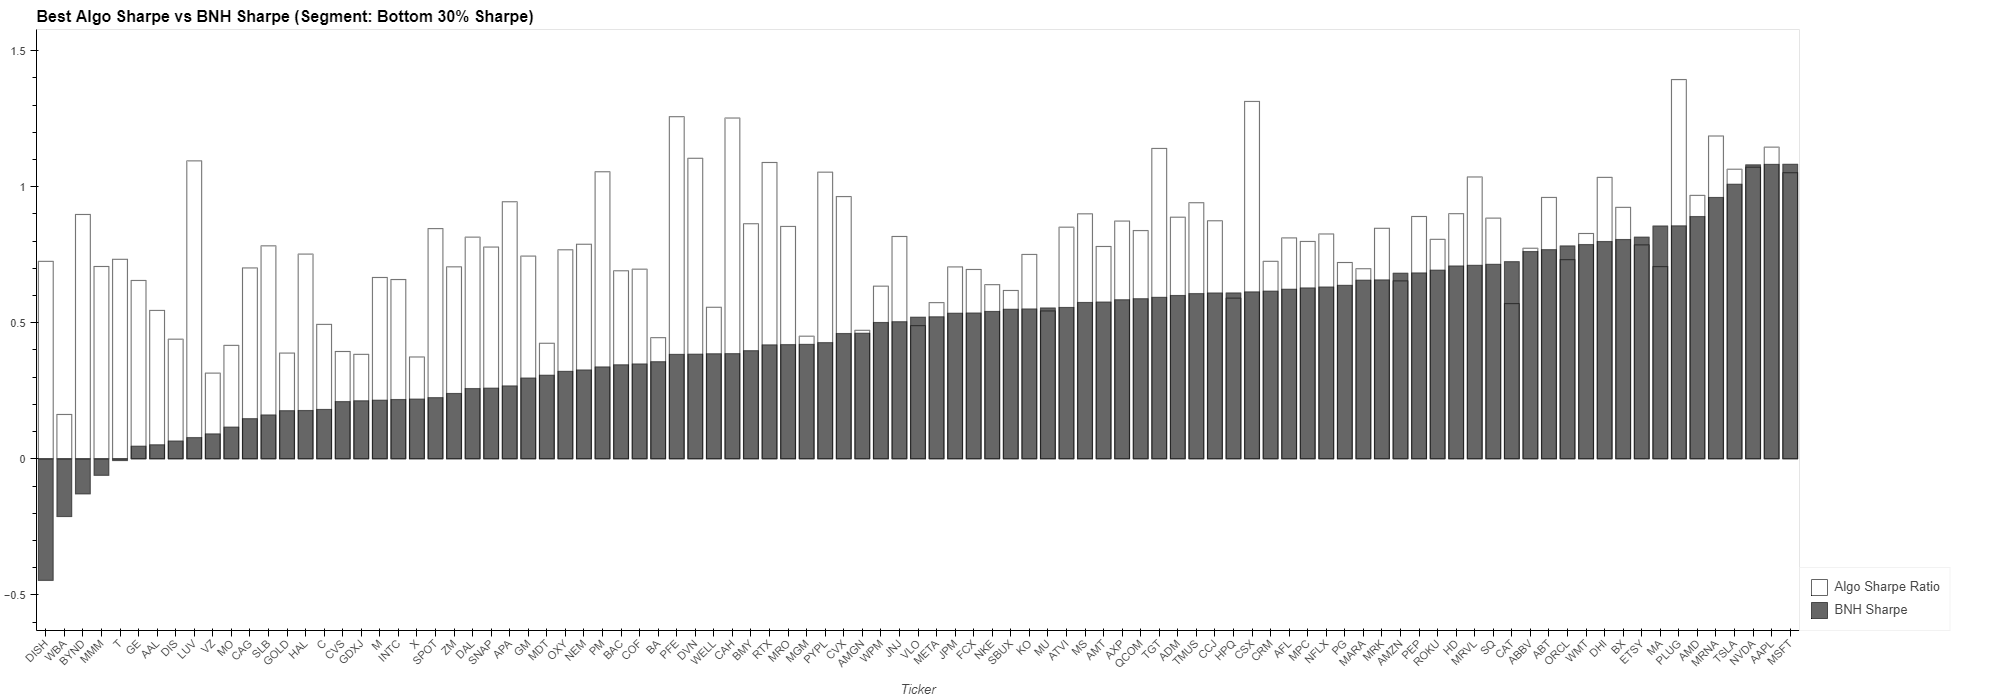 Best Algo Sharpe vs BNH Sharpe (Segment: Bottom 30% Sharpe)
1.5
1
0.5
0
−0.5
DISH WBA BYND MMM T GE AAL DIS LUV VZ MO CAG SLB GOLD HAL C CVS GDXJ M INTC X SPOT ZM DAL SNAP APA GM MDT OXY NEM PM BAC COF BA PFE DVN WELL CAH BMY RTX MRO MGM PYPL CVX AMGN WPM JNJ VLO META JPM FCX NKE SBUX KO MU ATVI MS AMT AXP QCOM TGT ADM TMUS CCJ HPQ CSX CRM AFL MPC NFLX PG MARA MRK AMZN PEP ROKU HD MRVL SQ CAT ABBV ABT ORCL WMT DHI BX ETSY MA PLUG AMD MRNA TSLA NVDA AAPL MSFT
Ticker
Algo Sharpe Ratio
BNH Sharpe